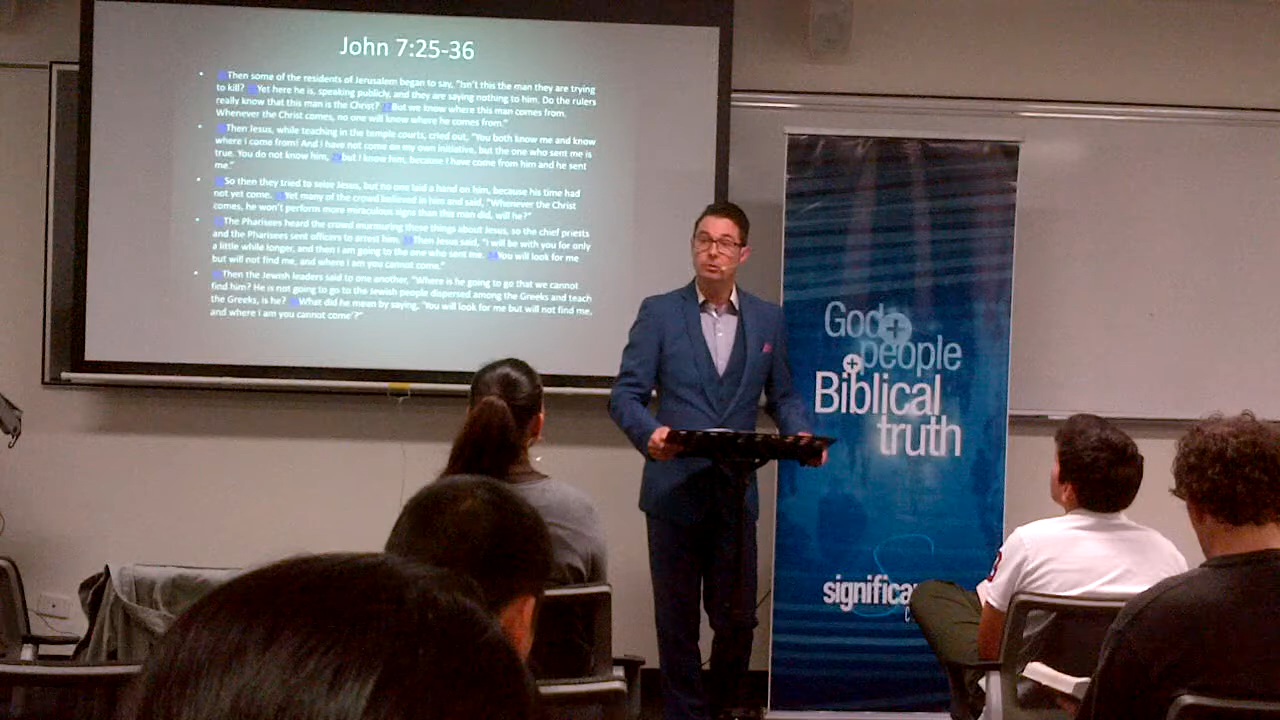 John 7:25-36
• Then some of the residents of Jerusalem began to say, "Isn't this the man they are trying
to kill? Yet here he is, speaking publicly, and they are saying nothing to him. Do the rulers
really know that this man is the Christ? 27But we know where this man comes from.
Whenever the Christ comes, no one will know where he comes from."
• Then Jesus, while teaching in the temple courts, cried out, "You both know me and know
where I come from! And I have not come on my own initiative, but the one who sent me is
true. You do not know him, but I know him, because I have come from him and he sent
me."
• So then they tried to seize Jesus, but no one laid a hand on him, because his time had
not yet come. Yet many of the crowd believed in him and said, "Whenever the Christ
comes, he won't perform more miraculous signs than this man did, will he?"
• The Pharisees heard the crowd murmuring these things about Jesus, so the chief priests
and the Pharisees sent officers to arrest him. Then Jesus said, "I will be with you for only
a little while longer, and then I am going to the one who sent me. You will look for me
but will not find me, and where I am you cannot come."
• Then the Jewish leaders said to one another, "Where is he going to go that we cannot
find him? He is not going to go to the Jewish people dispersed among the Greeks and teach
the Greeks, is he? What did he mean by saying, 'You will look for me but will not find me,
and where I am you cannot come'?"
God+
+people
Biblical
truth
significa
c